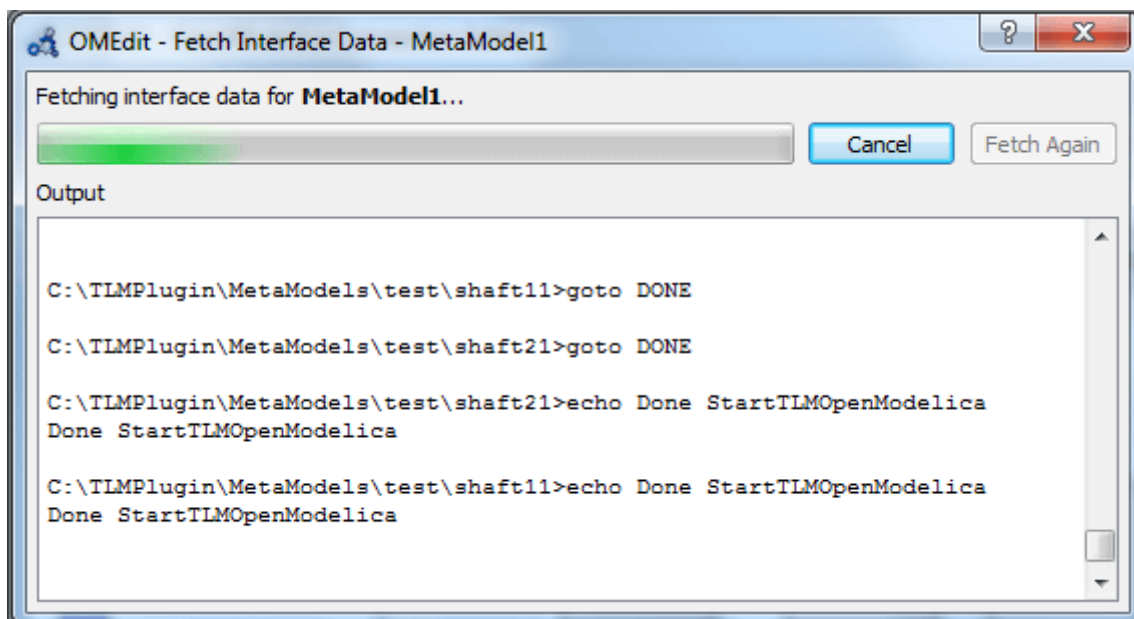 OMEdit - Fetch Interface Data - MetaModel1
Fetching interface data for MetaModel1...
Cancel
Fetch Again
Output
C:\TLMPlugin\MetaModels\test\shaft11>goto DONE
C:\TLMPlugin\MetaModels\test\shaft21>goto DONE
C:\TLMPlugin\MetaModels\test\shaft21>echo Done StartTLMOpenModelica
Done StartTLMOpenModelica
C:\TLMPlugin\MetaModels\test\shaft11>echo Done StartTLMOpenModelica
Done StartTLMOpenModelica